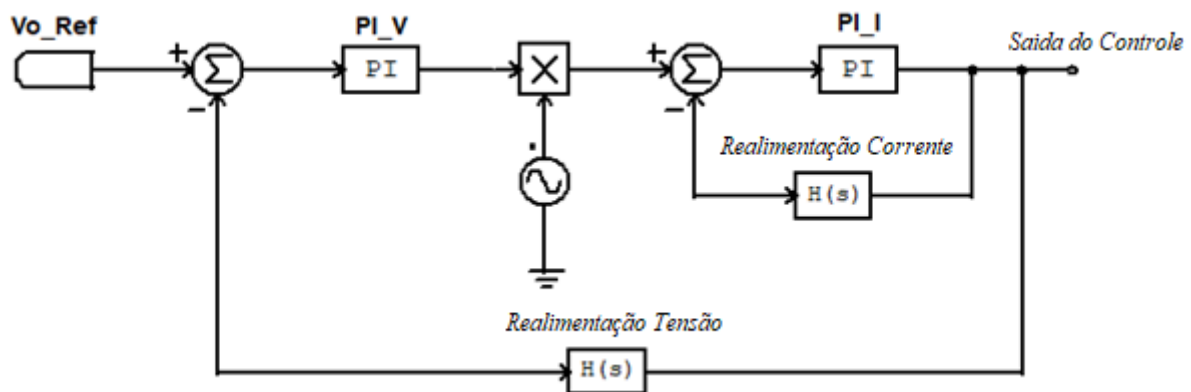 Vo_Ref
PI_V
PI_I
Saida do Controle
+
Σ
PI
X
+
Σ
PI
−
−
Realimentação Corrente
H(s)
Realimentação Tensão
H(s)